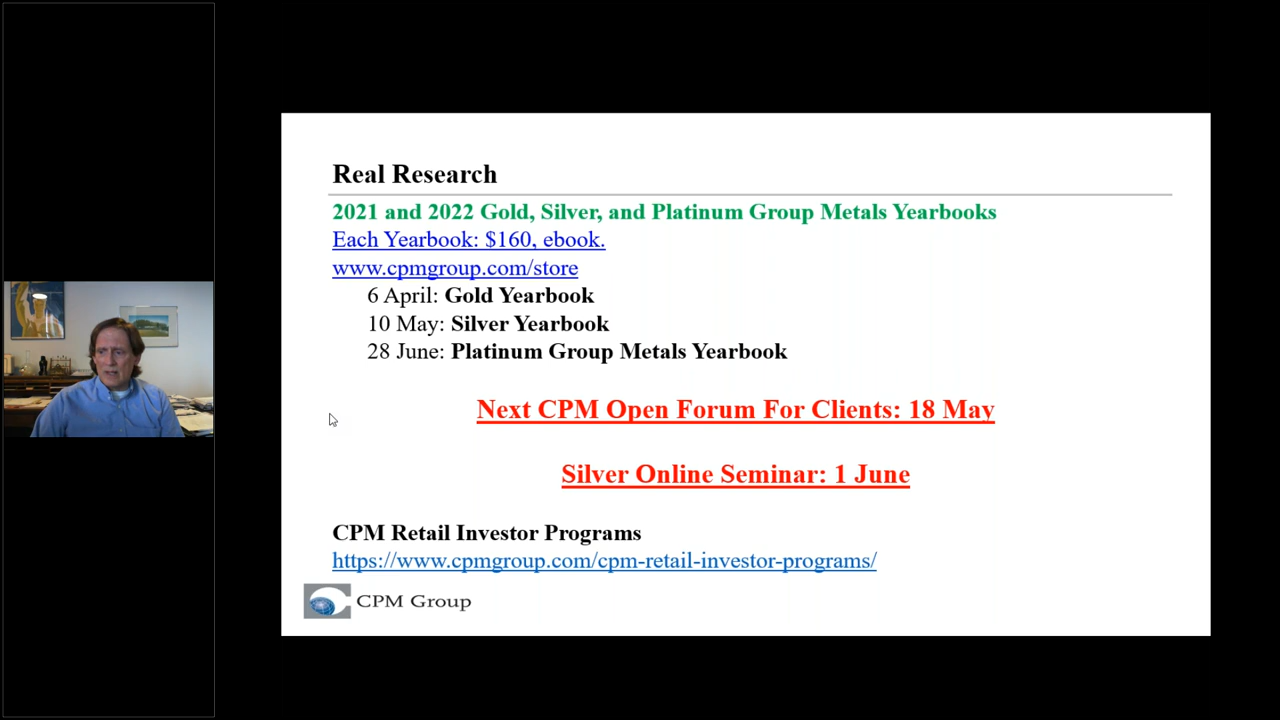 Real Research
2021 and 2022 Gold, Silver, and Platinum Group Metals Yearbooks
Each Yearbook: $160, ebook.
www.cpmgroup.com/store
6 April: Gold Yearbook
10 May: Silver Yearbook
28 June: Platinum Group Metals Yearbook
Next CPM Open Forum For Clients: 18 May
Silver Online Seminar: 1 June
CPM Retail Investor Programs
https://www.cpmgroup.com/cpm-retail-investor-programs/
CPM Group